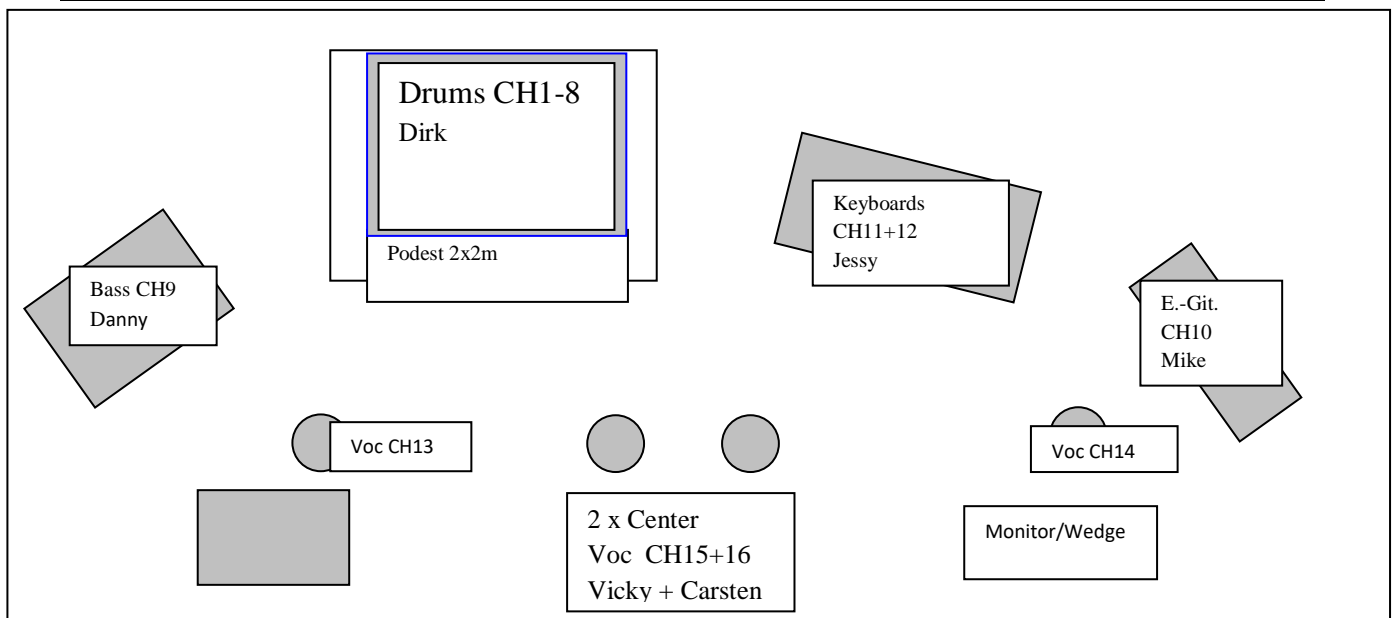 Drums CH1-8
Dirk
Podest 2x2m
Keyboards
CH11+12
Jessy
Bass CH9
Danny
E.-Git.
CH10
Mike
Voc CH13
Voc CH14
2 x Center
Voc  CH15+16
Vicky + Carsten
Monitor/Wedge